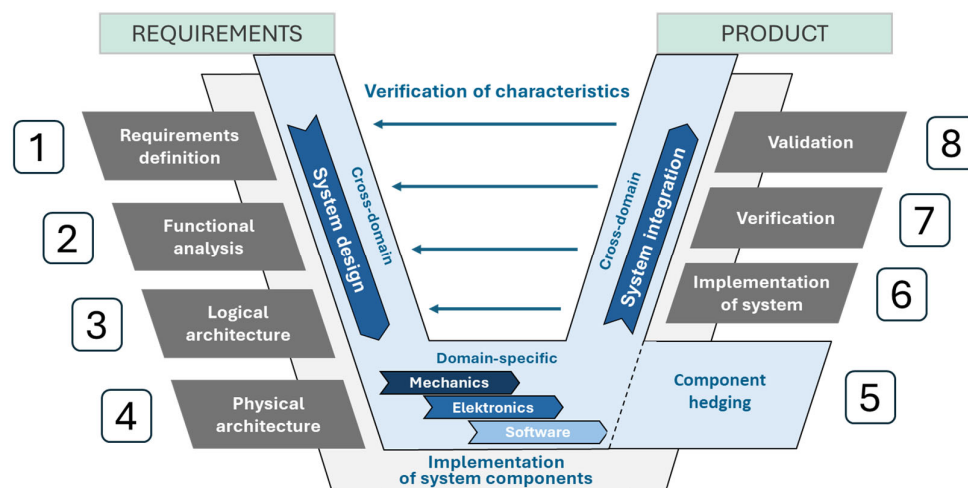 REQUIREMENTS
PRODUCT
Verification of characteristics
1
Requirements
definition
2
Functional
analysis
3
Logical
architecture
4
Physical
architecture
System design
Cross-domain
Cross-domain
System integration
Validation
8
Verification
7
Implementation
of system
6
Component
hedging
5
Domain-specific
Mechanics
Elektronics
Software
Implementation
of system components